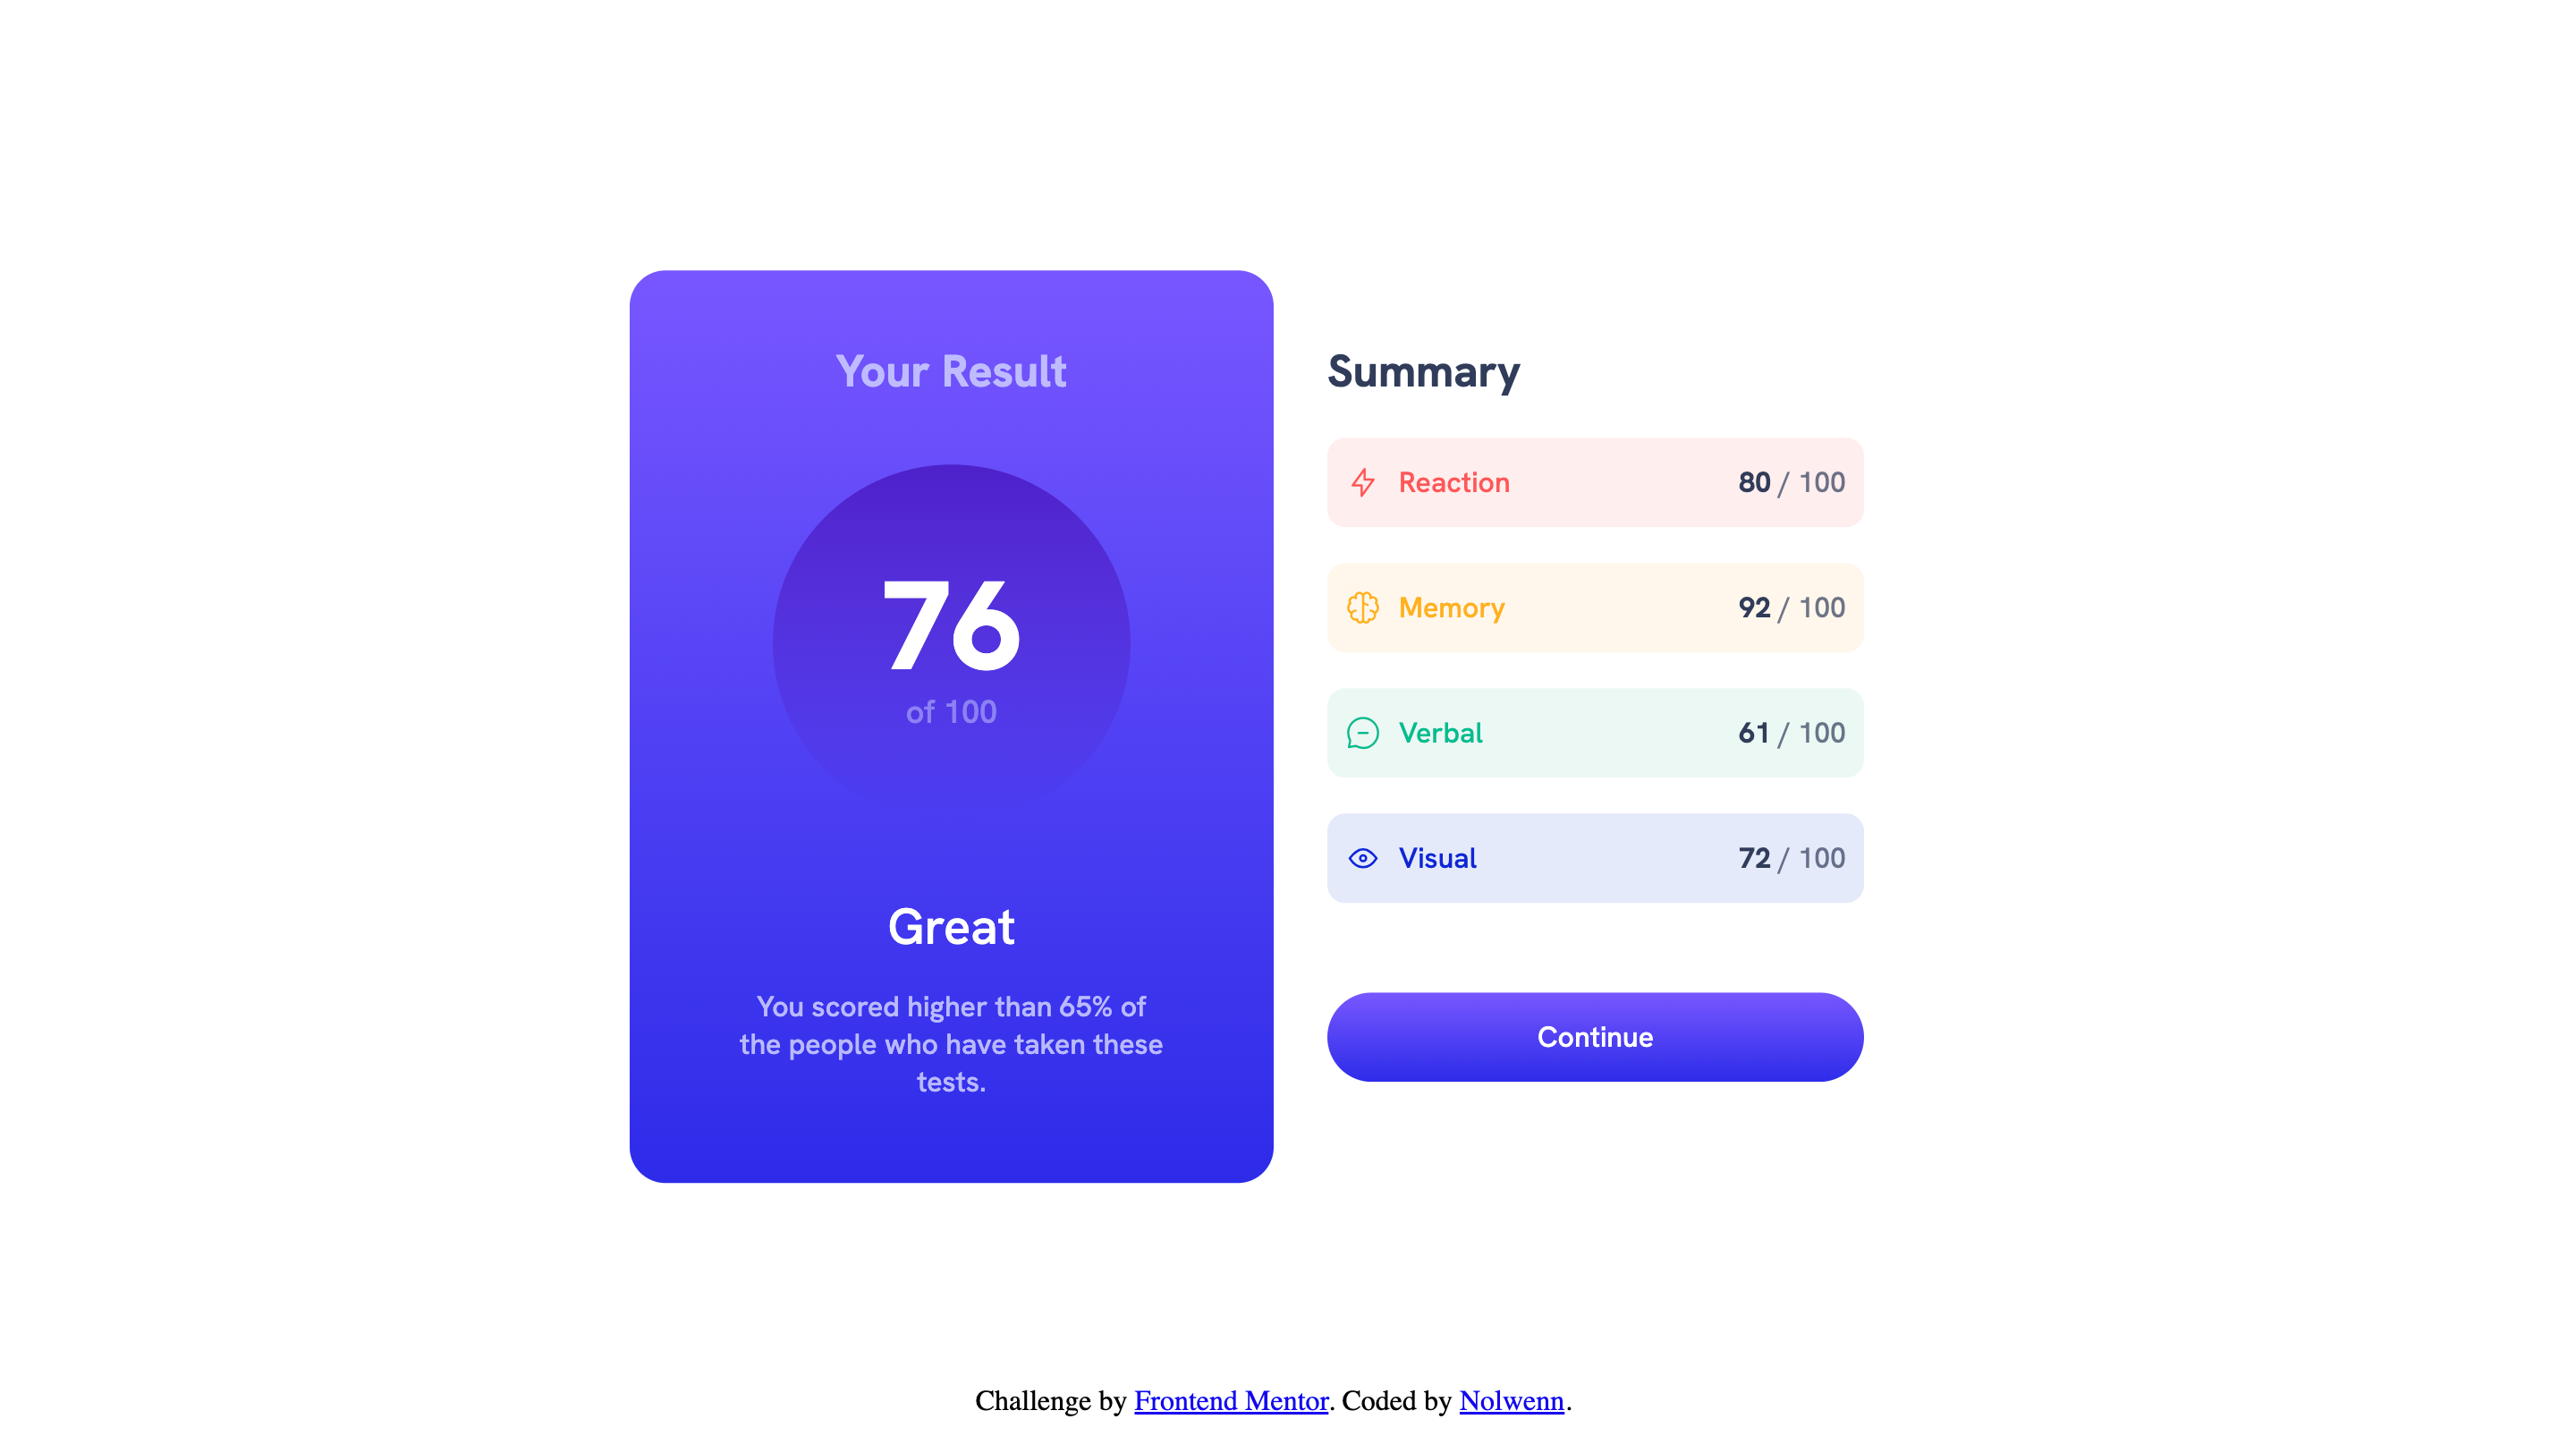 Your Result
76
of 100
Great
You scored higher than 65% of
the people who have taken these
tests.
Summary
Reaction 80 / 100
Memory 92 / 100
Verbal 61 / 100
Visual 72 / 100
Continue
Challenge by Frontend Mentor. Coded by Nolwenn.